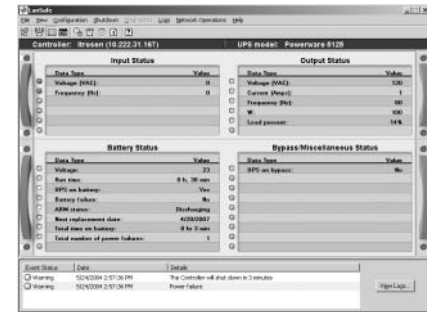 LanSafe
File View Configuration Shutdown Logs Network Operations Help
Controller: Itrosan (10.222.31.167) UPS model: Powerware 5125
Input Status
Data Type Value
Voltage (VAC): 0
Frequency (Hz): 0
Output Status
Data Type Value
Voltage (VAC): 120
Current (Amps): 1
Frequency (Hz): 60
W: 100
Load percent: 14%
Battery Status
Data Type Value
Voltage: 23
Run time: 0 h, 30 min
UPS on battery: Yes
Battery failure: No
ABM status: Discharging
Next replacement date: 4/20/2007
Total time on battery: 0 hr 3 min
Total number of power failures: 1
Bypass/Miscellaneous Status
Data Type Value
UPS on bypass: No
Event Status Date Details
Warning 5/24/2004 2:57:36 PM The Controller will shut down in 3 minutes
Warning 5/24/2004 2:57:36 PM Power failure
View Logs...